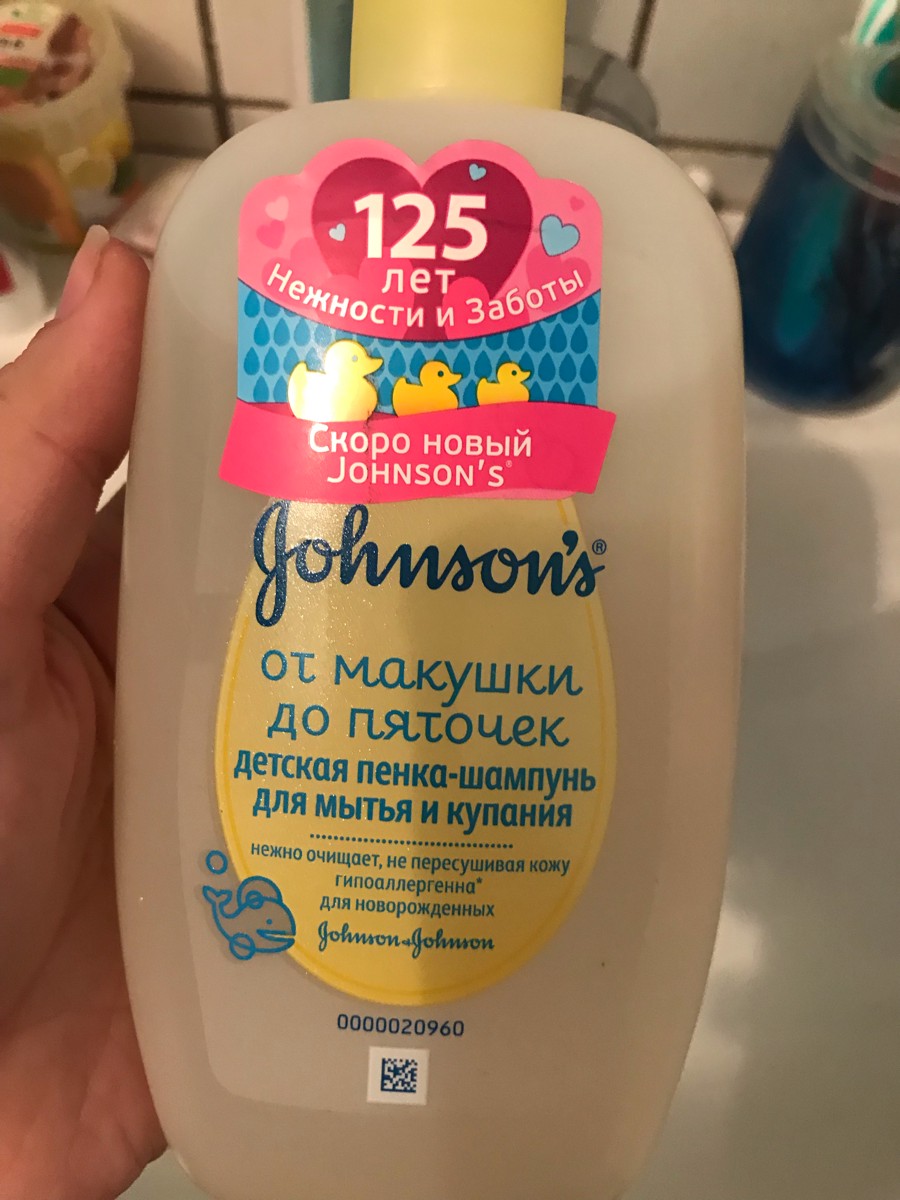 125
лет
Нежности и Заботы
Скоро новый
JOHNSON'S®
Johnson's®
от макушки
до пяточек
детская пенка-шампунь
для мытья и купания
нежно очищает, не пересушивая кожу
гипоаллергенна*
для новорожденных
Johnson & Johnson
0000020960